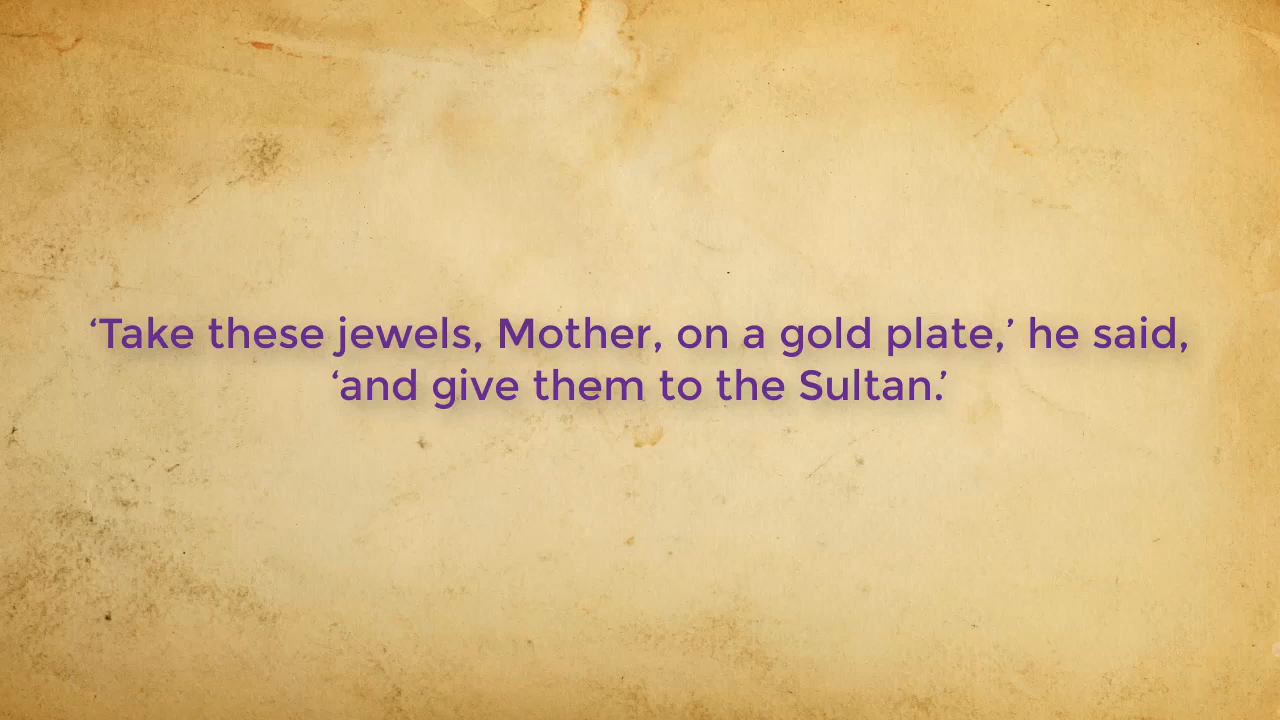 ‘Take these jewels, Mother, on a gold plate,’ he said,
‘and give them to the Sultan.’